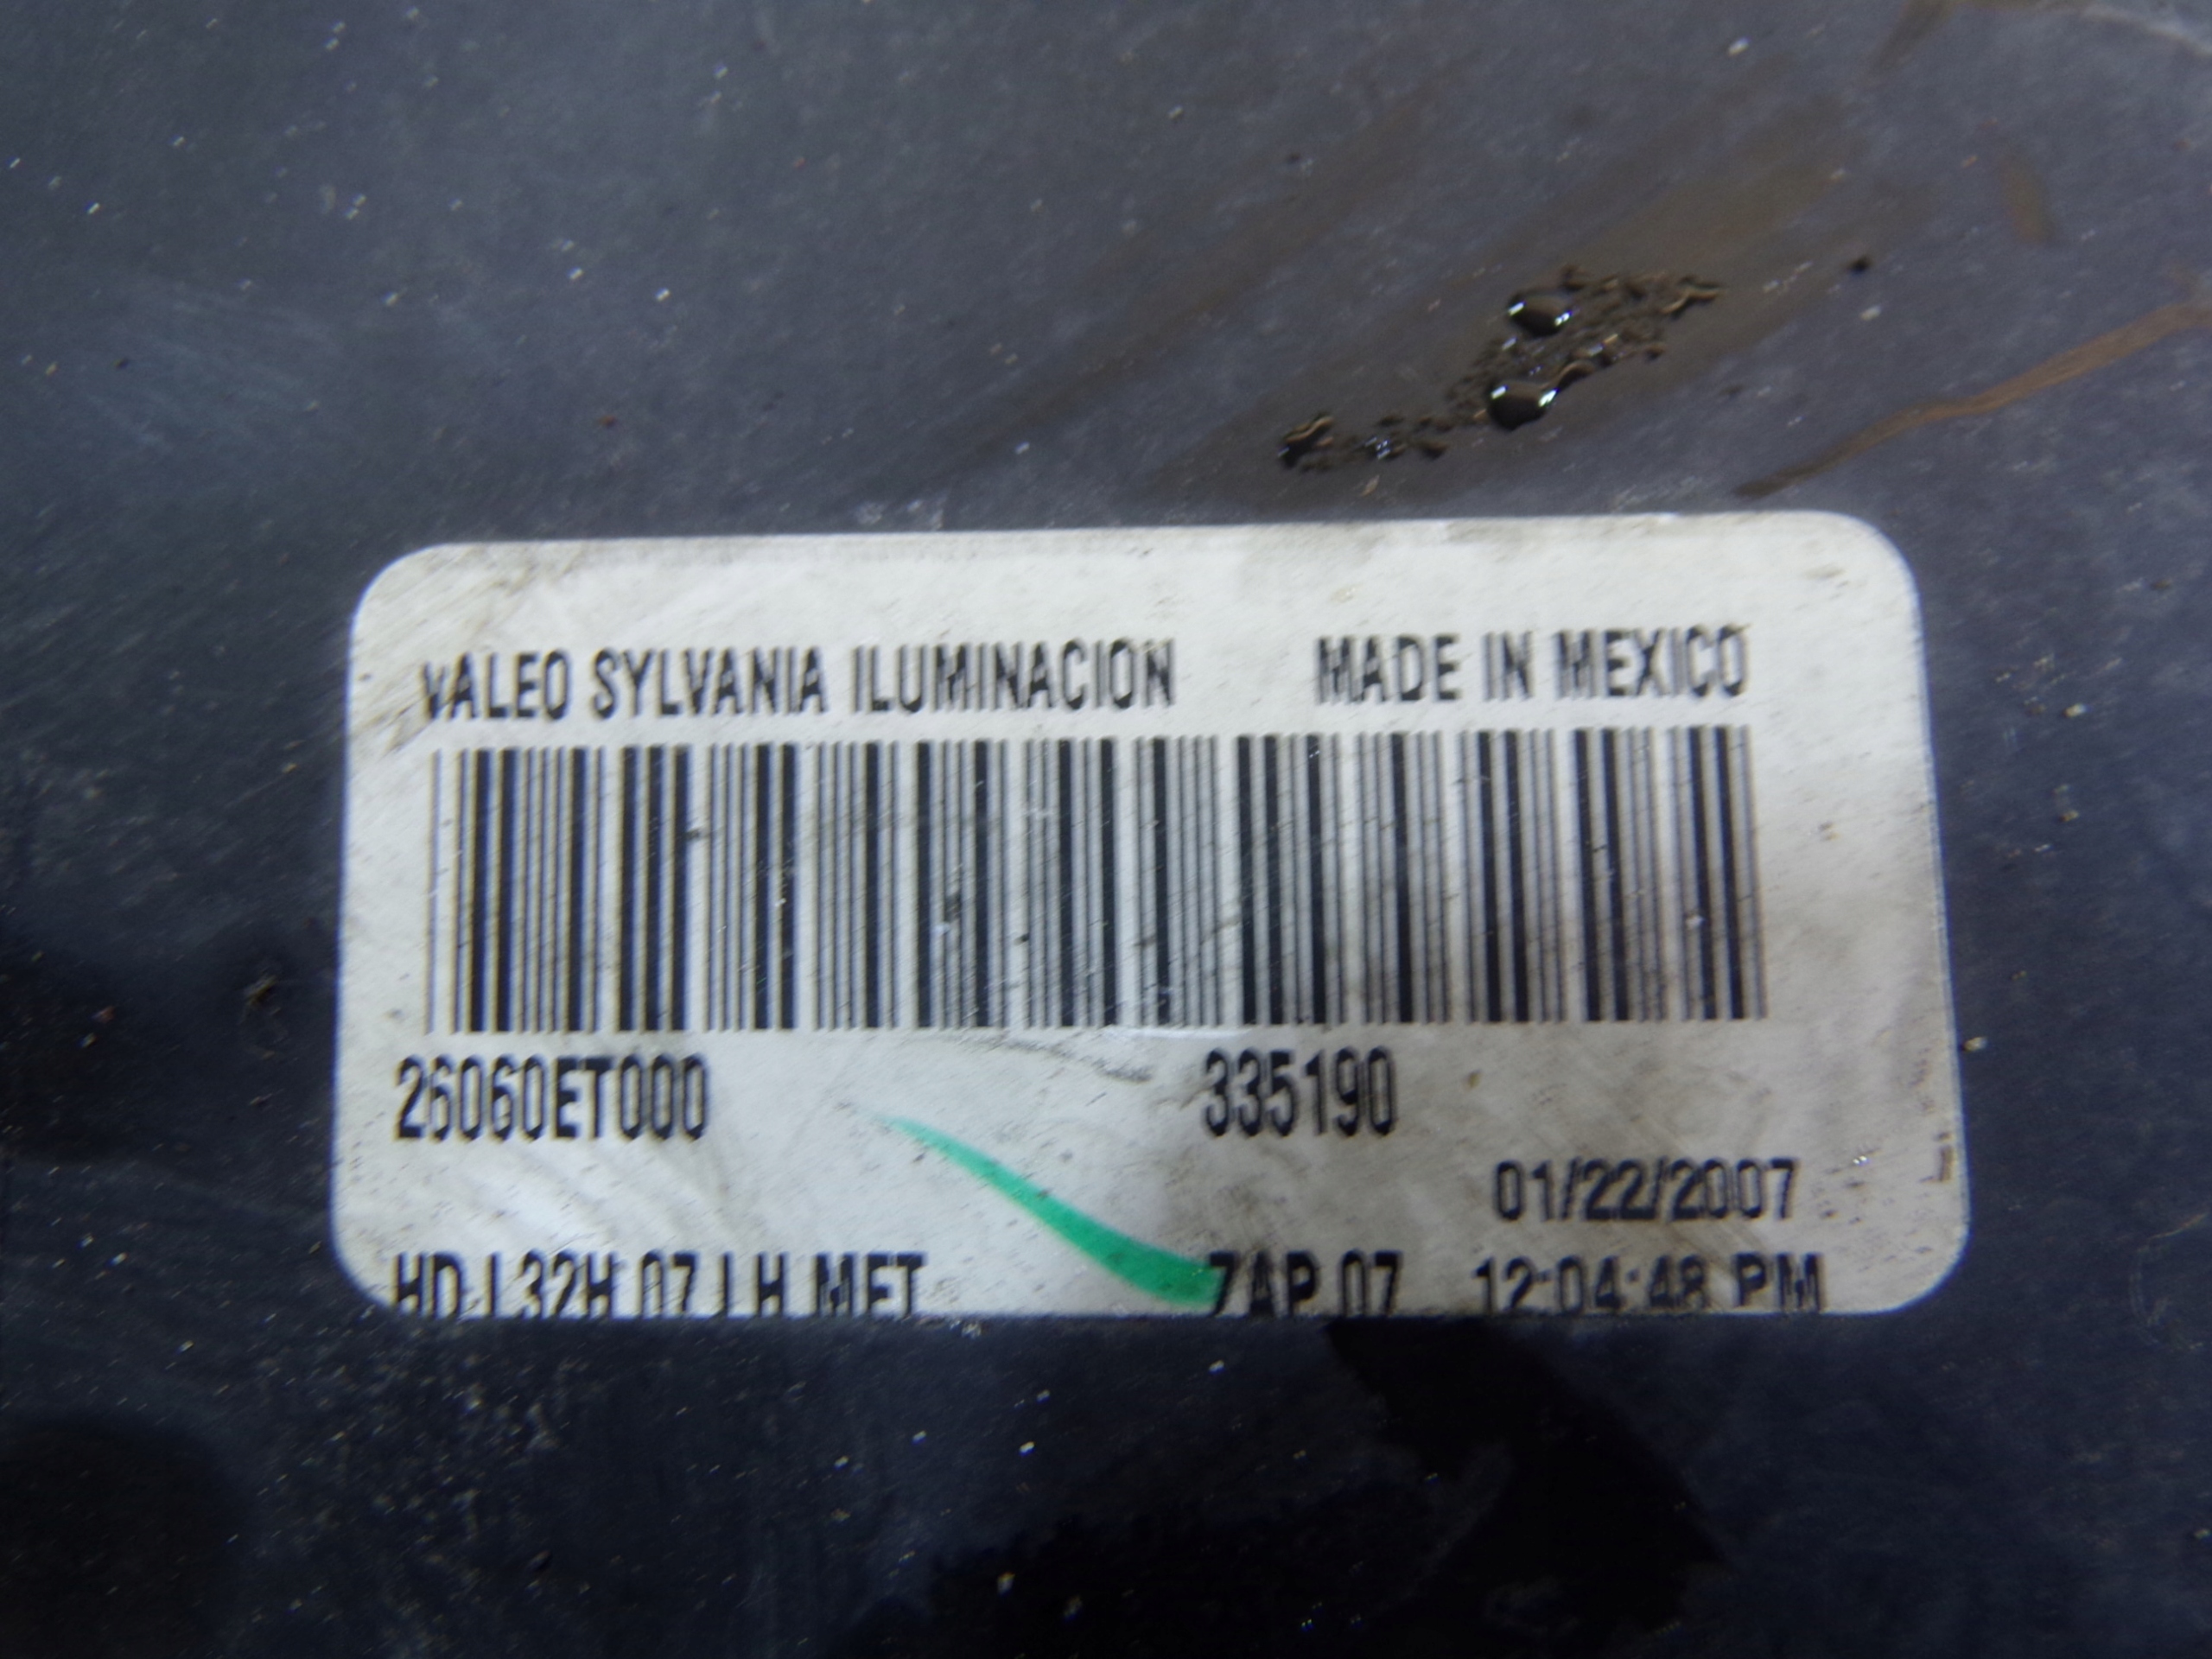 VALEO SYLVANIA ILUMINACION MADE IN MEXICO
26060ET000 335190
01/22/2007
HD L32H 07 LH MET 7AP 07 12:04:48 PM